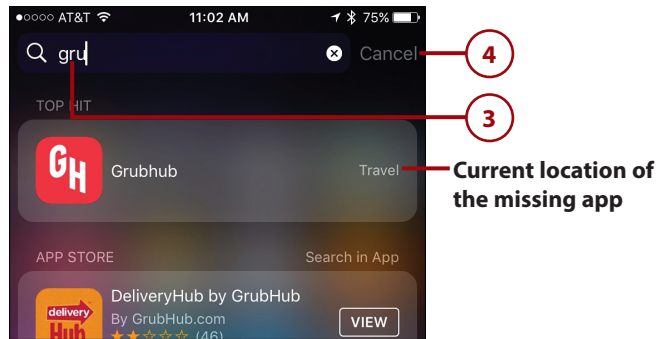 ●○○○○ AT&T 11:02 AM 75%
gru Cancel 4
TOP HIT
3
GH Grubhub Travel Current location of
the missing app
APP STORE Search in App
DeliveryHub by GrubHub
delivery By GrubHub.com VIEW
Hub ★★☆☆☆ (46)